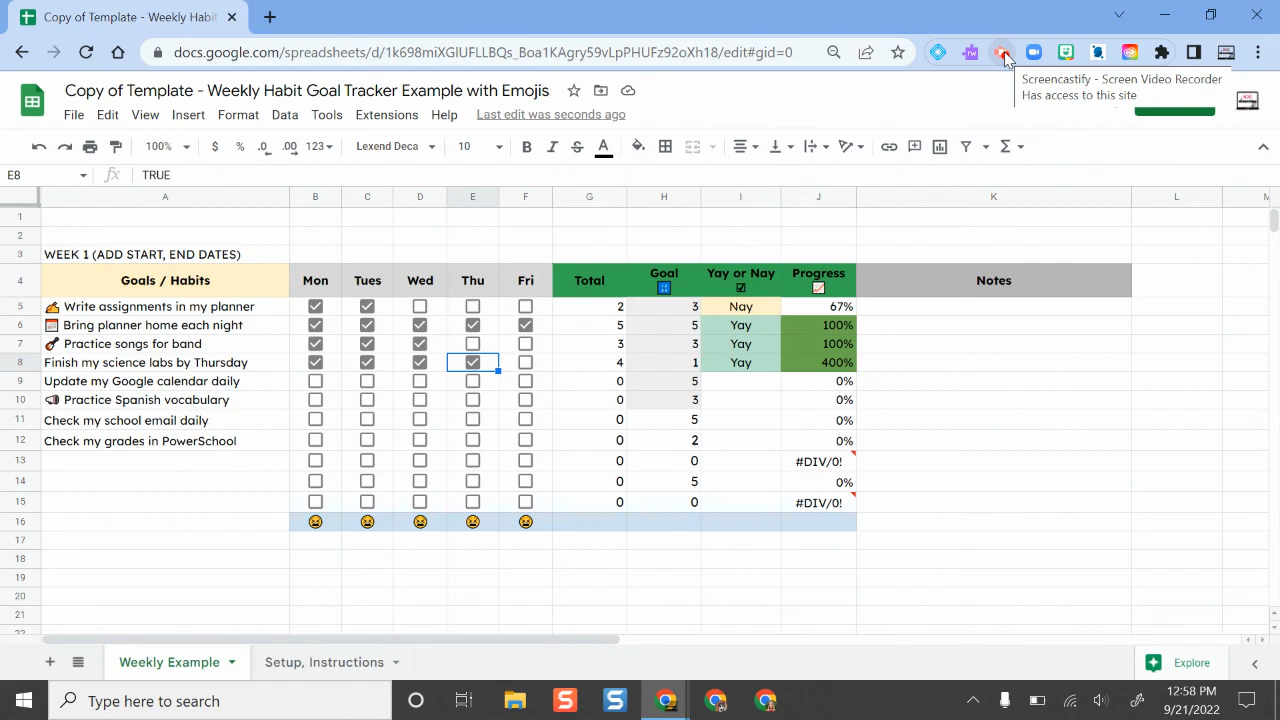 Copy of Template - Weekly Habit
docs.google.com/spreadsheets/d/1k698miXGlUFLLBQs_Boa1KAgry59vLpPHUFz92oXh18/edit#gid=0
rw
Screencastify - Screen Video Recorder
Has access to this site
Copy of Template - Weekly Habit Goal Tracker Example with Emojis
File Edit View Insert Format Data Tools Extensions Help Last edit was seconds ago
100% $ % .0 .00 123 Lexend Deca 10 B I S A
E8 fx TRUE
A B C D E F G H I J K L M
1
2
3 WEEK 1 (ADD START, END DATES)
4 Goals / Habits Mon Tues Wed Thu Fri Total Goal Yay or Nay Progress Notes
5 ✍ Write assignments in my planner 2 3 Nay 67%
6 Bring planner home each night 5 5 Yay 100%
7 🎸 Practice songs for band 3 3 Yay 100%
8 Finish my science labs by Thursday 4 1 Yay 400%
9 Update my Google calendar daily 0 5 0%
10 📢 Practice Spanish vocabulary 0 3 0%
11 Check my school email daily 0 5 0%
12 Check my grades in PowerSchool 0 2 0%
13 0 0 #DIV/0!
14 0 5 0%
15 0 0 #DIV/0!
16 😫 😫 😫 😫 😫
17
18
19
20
21
22
Weekly Example Setup, Instructions Explore
Type here to search
12:58 PM
9/21/2022